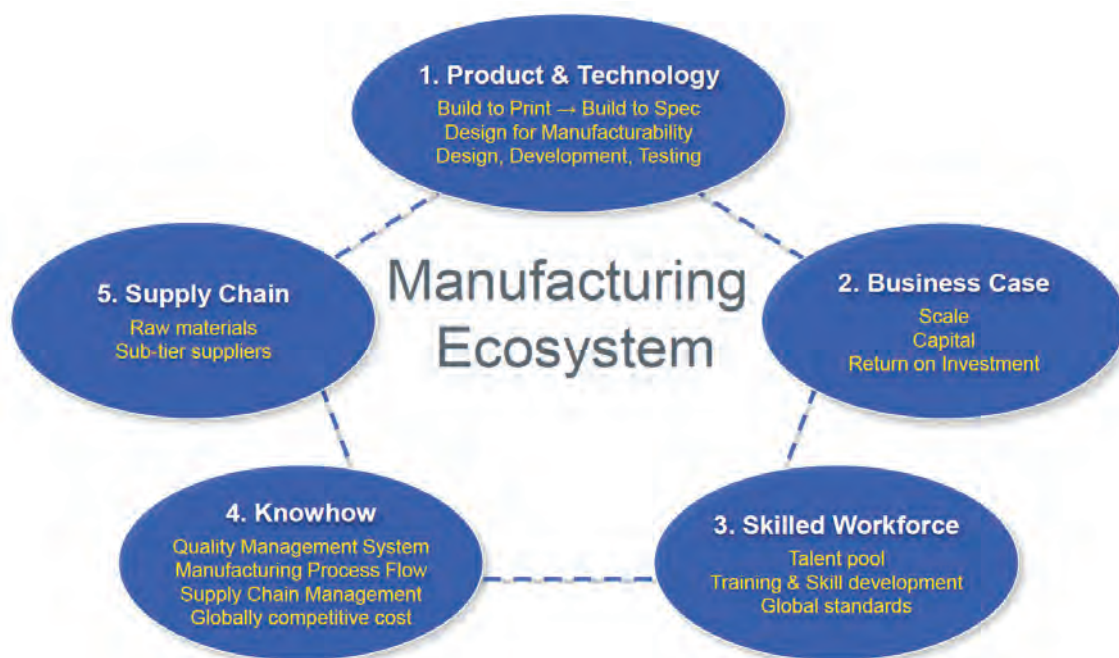 1. Product & Technology
Build to Print → Build to Spec
Design for Manufacturability
Design, Development, Testing
Manufacturing
Ecosystem
2. Business Case
Scale
Capital
Return on Investment
3. Skilled Workforce
Talent pool
Training & Skill development
Global standards
4. Knowhow
Quality Management System
Manufacturing Process Flow
Supply Chain Management
Globally competitive cost
5. Supply Chain
Raw materials
Sub-tier suppliers